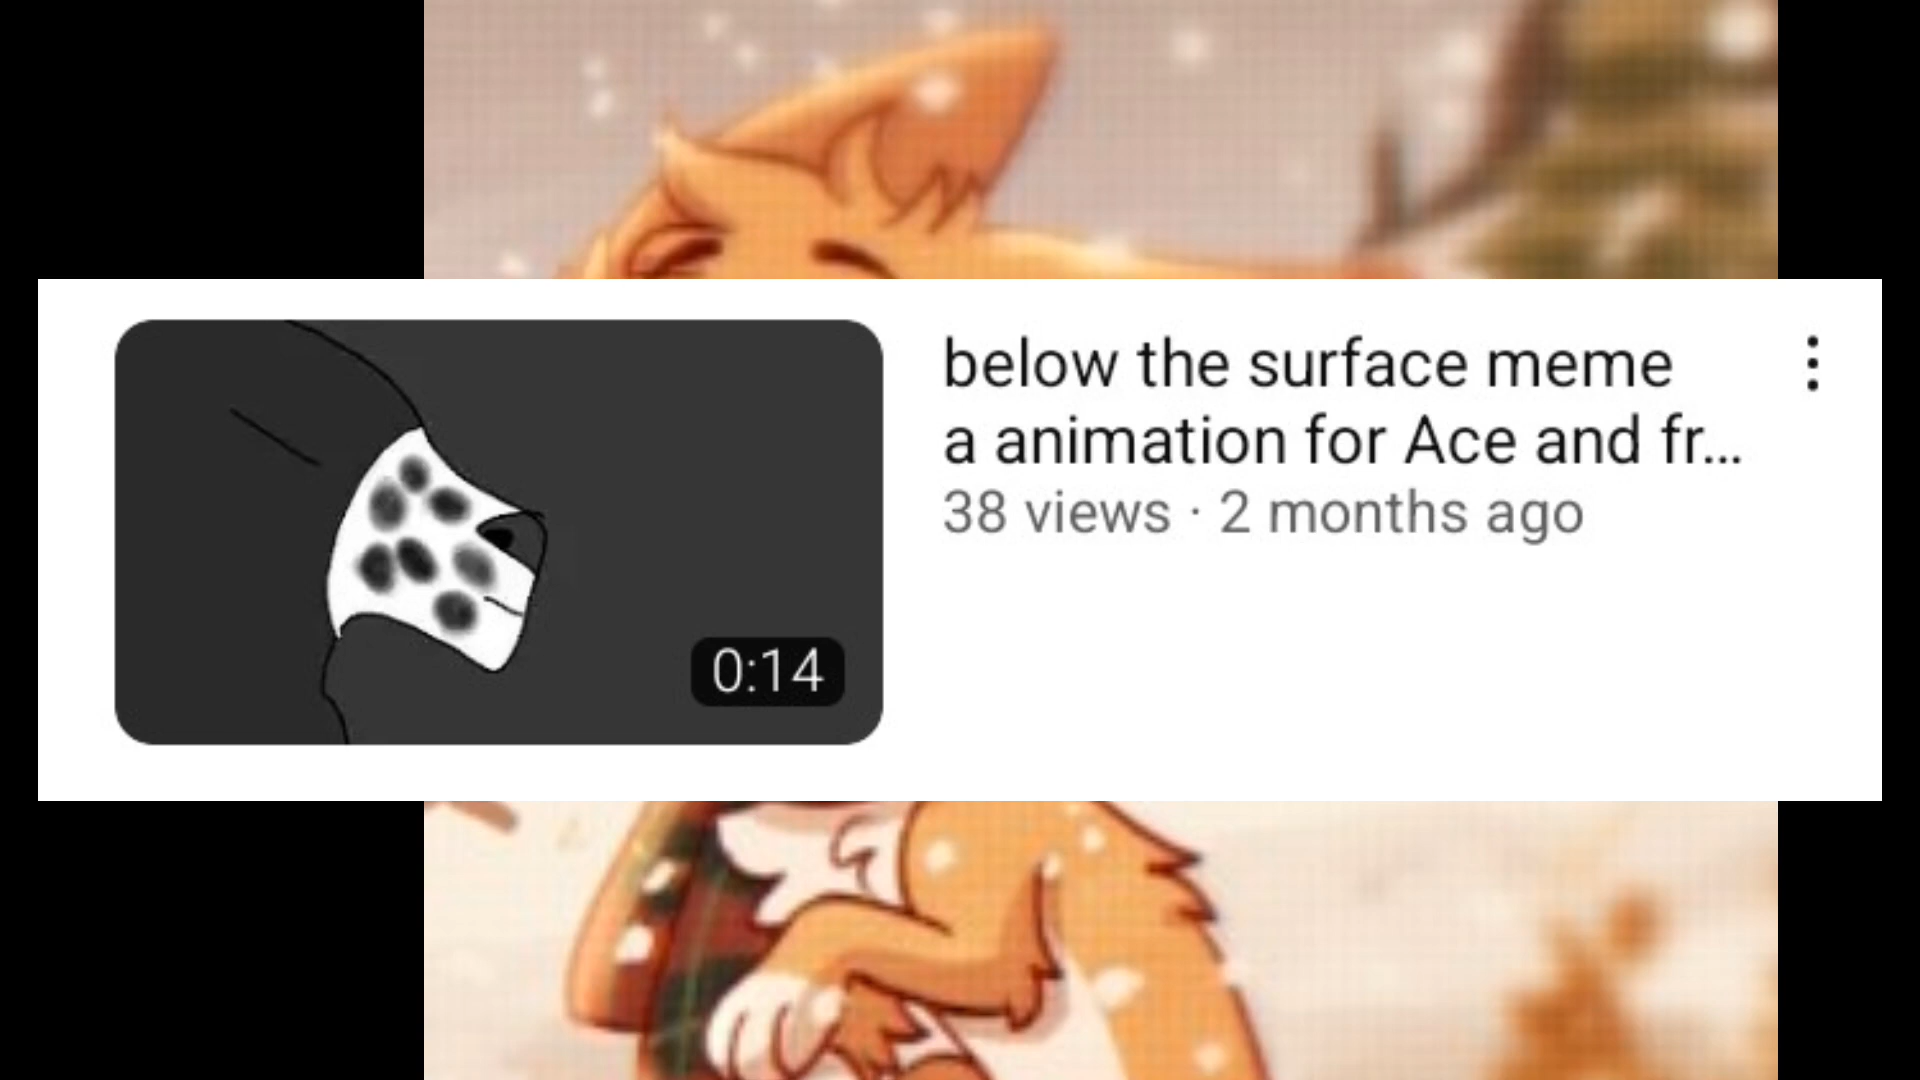 below the surface meme
a animation for Ace and fr...
38 views · 2 months ago
0:14